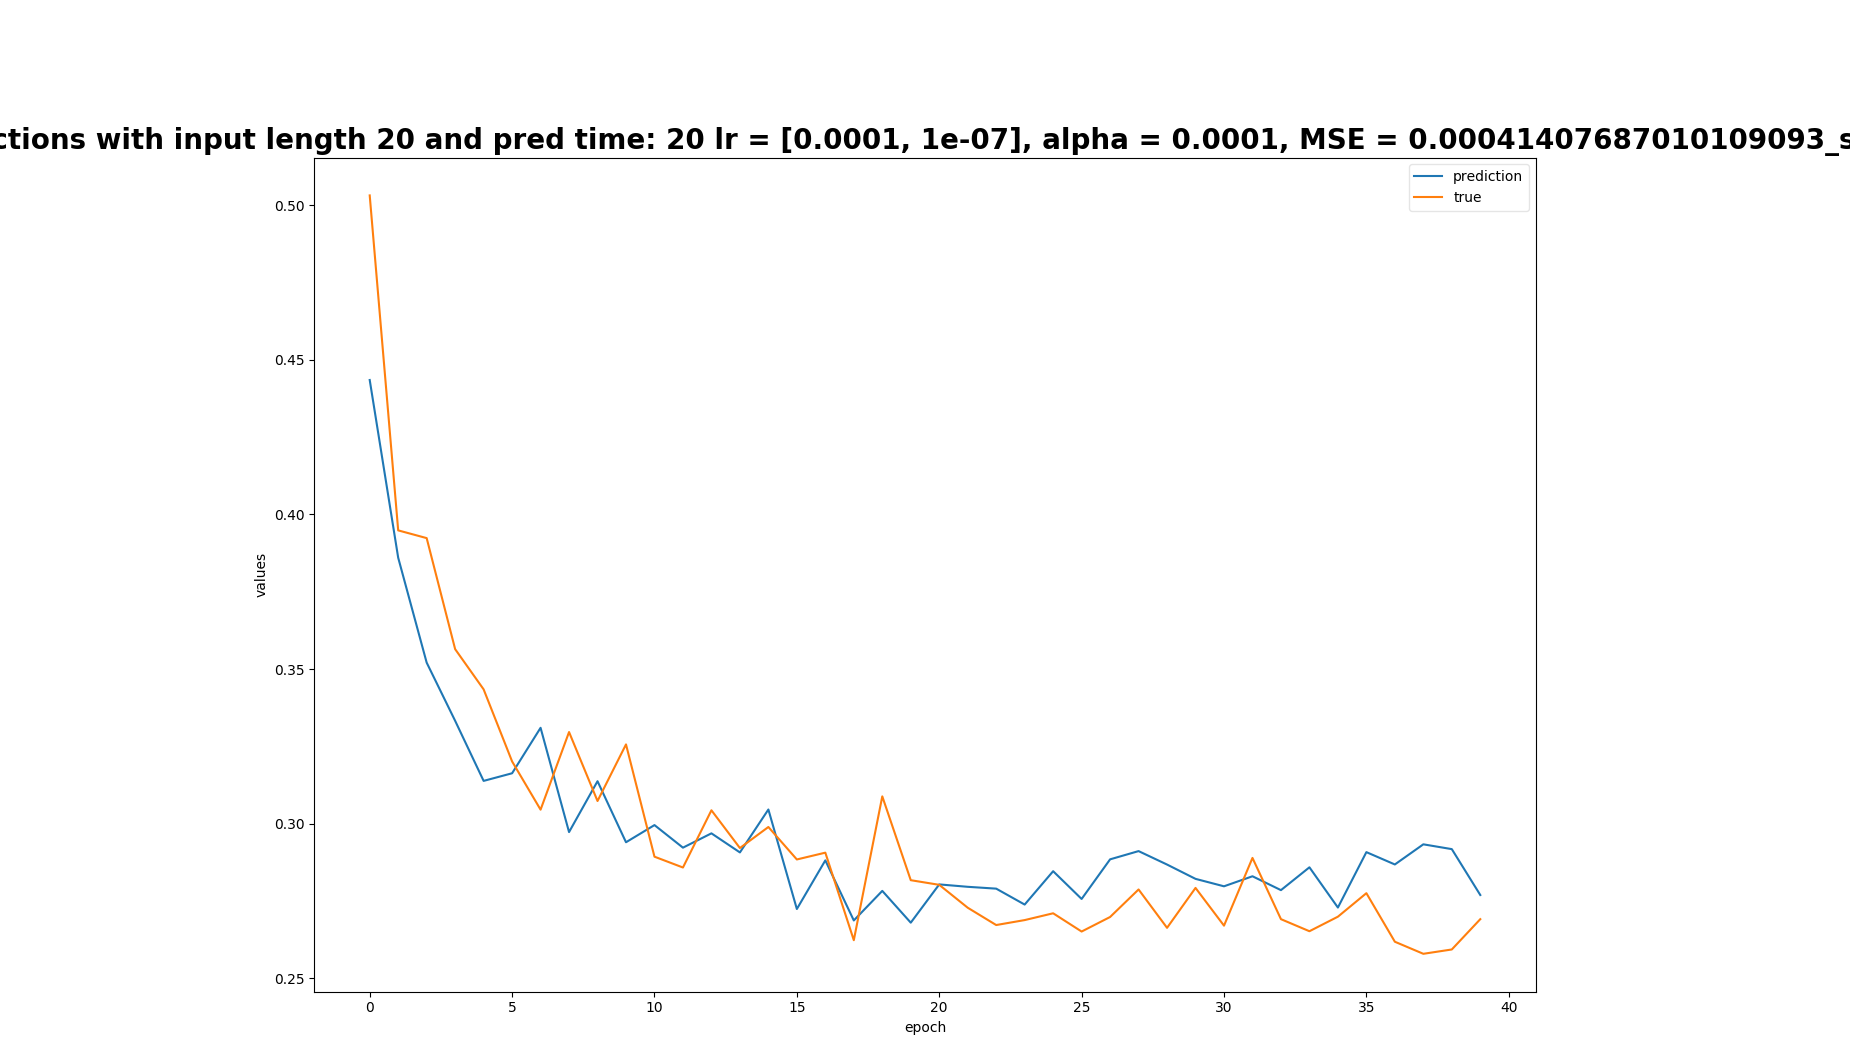 ctions with input length 20 and pred time: 20 lr = [0.0001, 1e-07], alpha = 0.0001, MSE = 0.00041407687010109093_s
prediction
true
0.50
0.45
0.40
0.35
0.30
0.25
values
0 5 10 15 20 25 30 35 40
epoch